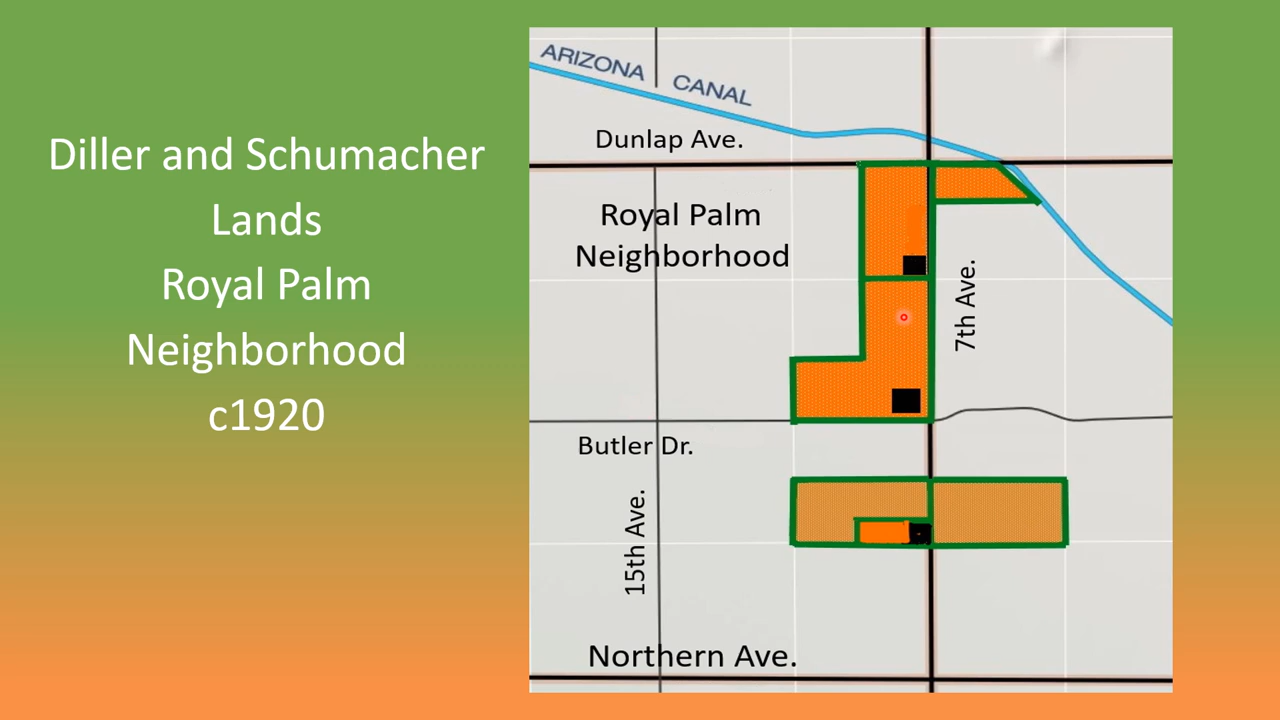 Diller and Schumacher
Lands
Royal Palm
Neighborhood
c1920
ARIZONA CANAL
Dunlap Ave.
Royal Palm
Neighborhood
7th Ave.
Butler Dr.
15th Ave.
Northern Ave.